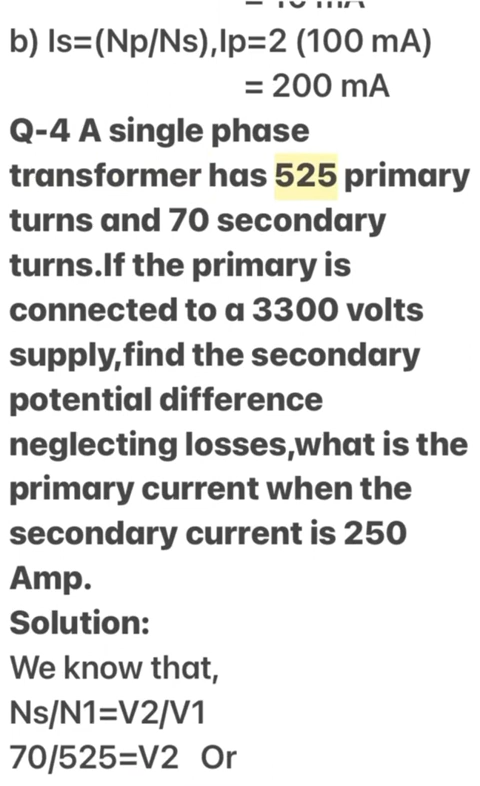 b) Is=(Np/Ns),Ip=2 (100 mA)
= 200 mA
Q-4 A single phase
transformer has 525 primary
turns and 70 secondary
turns.If the primary is
connected to a 3300 volts
supply,find the secondary
potential difference
neglecting losses,what is the
primary current when the
secondary current is 250
Amp.
Solution:
We know that,
Ns/N1=V2/V1
70/525=V2 Or